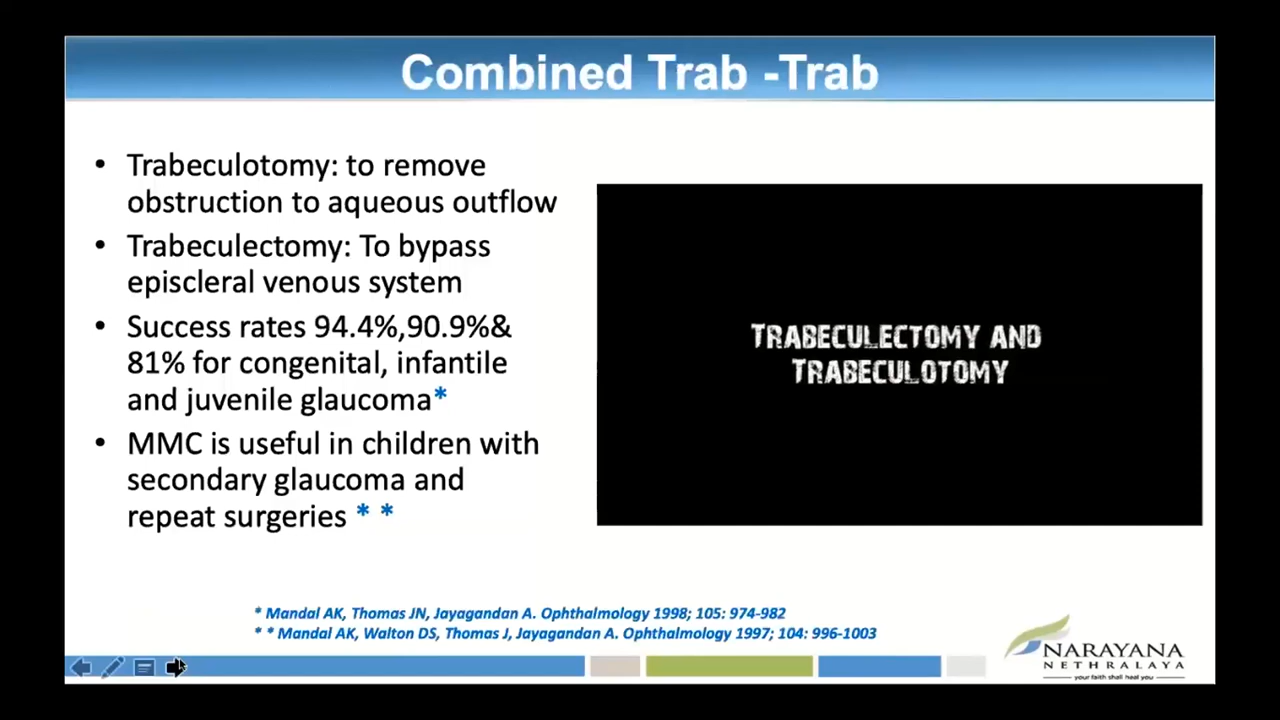 Combined Trab -Trab
• Trabeculotomy: to remove
obstruction to aqueous outflow
• Trabeculectomy: To bypass
episcleral venous system
• Success rates 94.4%,90.9%&
81% for congenital, infantile
and juvenile glaucoma*
• MMC is useful in children with
secondary glaucoma and
repeat surgeries * *
TRABECULECTOMY AND
TRABECULOTOMY
* Mandal AK, Thomas JN, Jayagandan A. Ophthalmology 1998; 105: 974-982
* * Mandal AK, Walton DS, Thomas J, Jayagandan A. Ophthalmology 1997; 104: 996-1003
NARAYANA
NETHRALAYA
your faith shall heal you